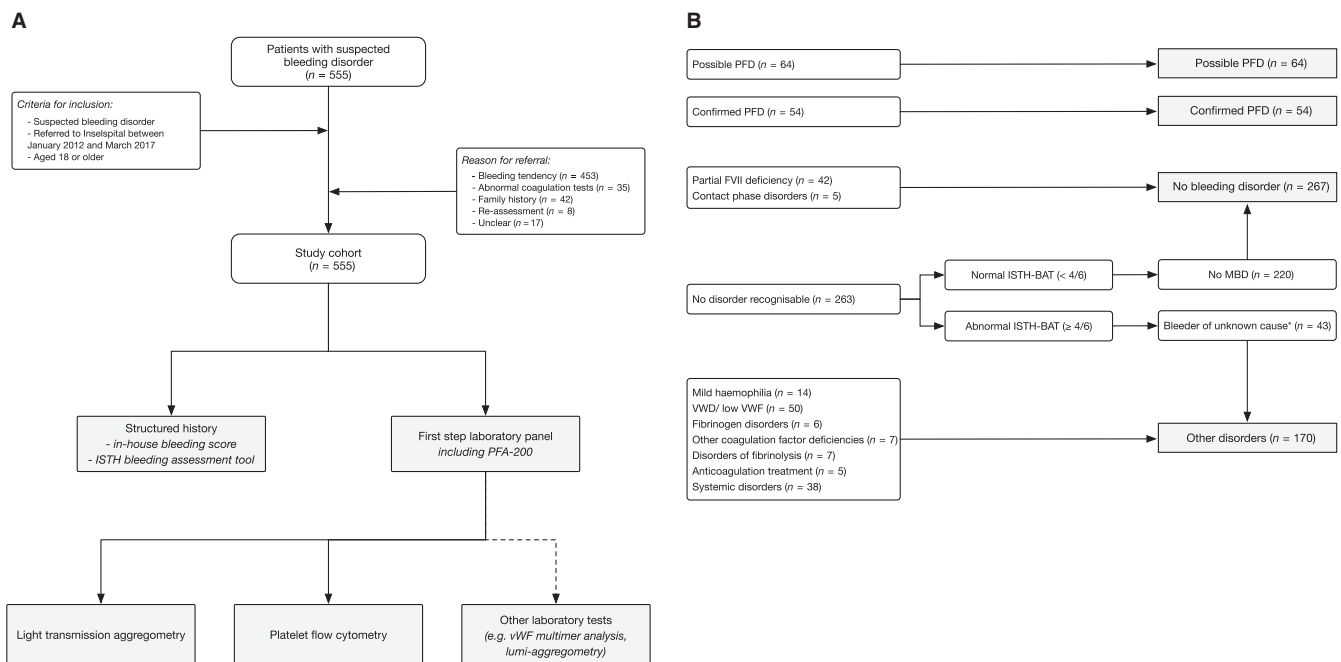 A
Patients with suspected
bleeding disorder
(n = 555)
Criteria for inclusion:
- Suspected bleeding disorder
- Referred to Inselspital between
January 2012 and March 2017
- Aged 18 or older
Reason for referral:
- Bleeding tendency (n = 453)
- Abnormal coagulation tests (n = 35)
- Family history (n = 42)
- Re-assessment (n = 8)
- Unclear (n = 17)
Study cohort
(n = 555)
Structured history
- in-house bleeding score
- ISTH bleeding assessment tool
First step laboratory panel
including PFA-200
Light transmission aggregometry
Platelet flow cytometry
Other laboratory tests
(e.g. vWF multimer analysis,
lumi-aggregometry)
B
Possible PFD (n = 64)
Possible PFD (n = 64)
Confirmed PFD (n = 54)
Confirmed PFD (n = 54)
Partial FVII deficiency (n = 42)
Contact phase disorders (n = 5)
No bleeding disorder (n = 267)
No disorder recognisable (n = 263)
Normal ISTH-BAT (< 4/6)
No MBD (n = 220)
Abnormal ISTH-BAT (≥ 4/6)
Bleeder of unknown cause* (n = 43)
Mild haemophilia (n = 14)
VWD/ low VWF (n = 50)
Fibrinogen disorders (n = 6)
Other coagulation factor deficiencies (n = 7)
Disorders of fibrinolysis (n = 7)
Anticoagulation treatment (n = 5)
Systemic disorders (n = 38)
Other disorders (n = 170)